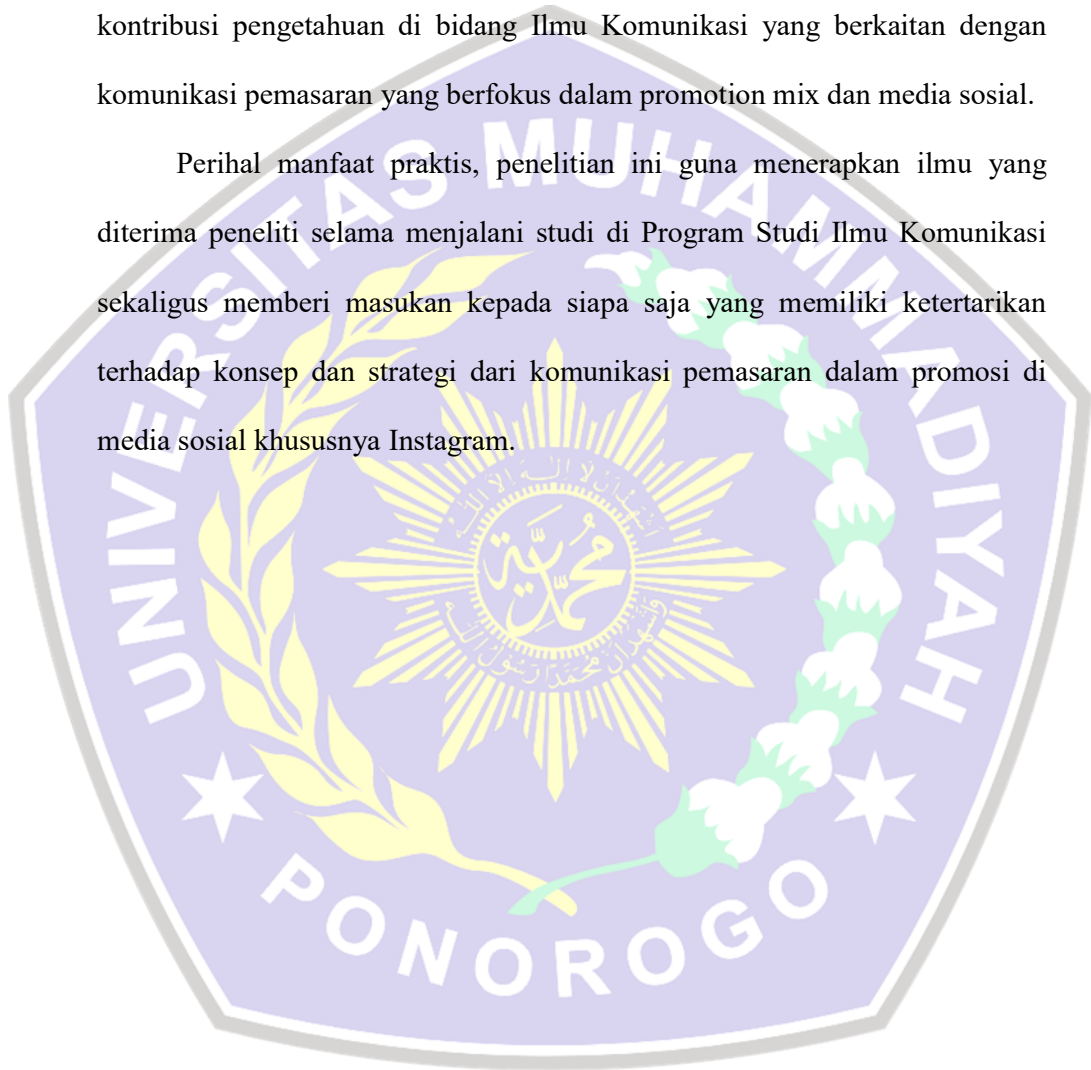 kontribusi pengetahuan di bidang Ilmu Komunikasi yang berkaitan dengan
komunikasi pemasaran yang berfokus dalam promotion mix dan media sosial.
Perihal manfaat praktis, penelitian ini guna menerapkan ilmu yang
diterima peneliti selama menjalani studi di Program Studi Ilmu Komunikasi
sekaligus memberi masukan kepada siapa saja yang memiliki ketertarikan
terhadap konsep dan strategi dari komunikasi pemasaran dalam promosi di
media sosial khususnya Instagram.
UNIVERSITAS MUHAMMADIYAH
محمدية
PONOROGO